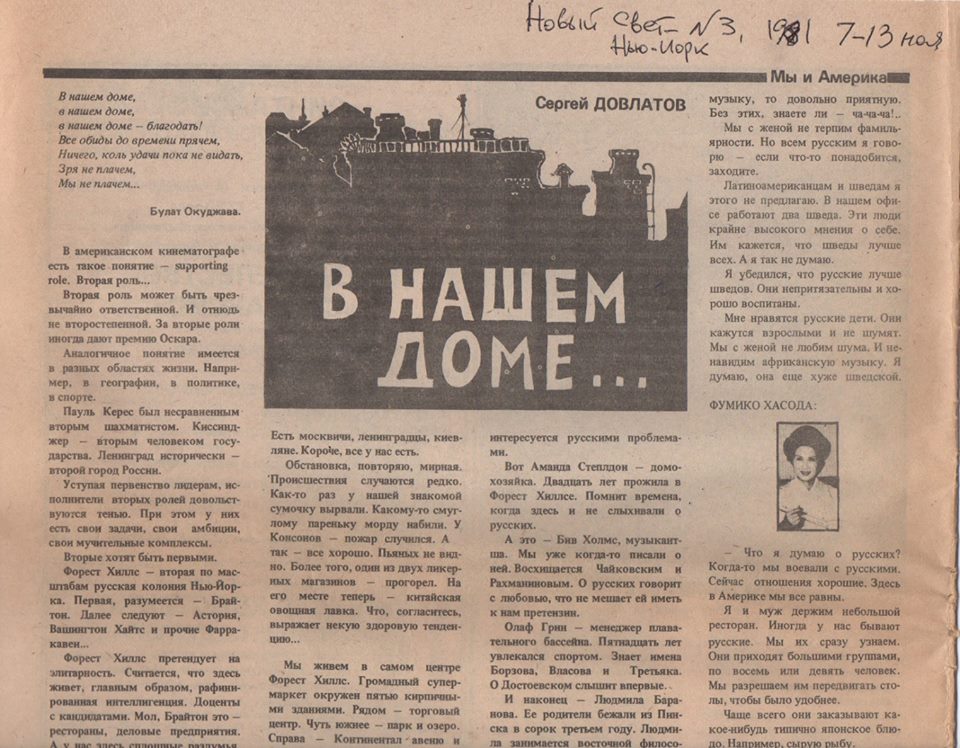 Новый Свет – №3, 1981 7–13 ноя
Нью-Йорк
Мы и Америка
В нашем доме,
в нашем доме,
в нашем доме – благодать!
Все обиды до времени прячем,
Ничего, коль удачи пока не видать,
Зря не плачем,
Мы не плачем...
Булат Окуджава.
Сергей ДОВЛАТОВ
В НАШЕМ
ДОМЕ...
В американском кинематографе
есть такое понятие – supporting
role. Вторая роль...
Вторая роль может быть чрез-
вычайно ответственной. И отнюдь
не второстепенной. За вторые роли
иногда дают премию Оскара.
Аналогичное понятие имеется
в разных областях жизни. Напри-
мер, в географии, в политике,
в спорте.
Пауль Керес был несравненным
вторым шахматистом. Киссинд-
жер – вторым человеком госу-
дарства. Ленинград исторически –
второй город России.
Уступая первенство лидерам, ис-
полнители вторых ролей довольст-
вуются тенью. При этом у них
есть свои задачи, свои амбиции,
свои мучительные комплексы.
Вторые хотят быть первыми.
Форест Хиллс – вторая по мас-
штабам русская колония Нью-Йор-
ка. Первая, разумеется – Брай-
тон. Далее следуют – Астория,
Вашингтон Хайтс и прочие Фарра-
кавеи...
Форест Хиллс претендует на
элитарность. Считается, что здесь
живет, главным образом, рафини-
рованная интеллигенция. Доценты
с кандидатами. Мол, Брайтон это –
рестораны, деловые предприятия.
А у нас здесь сплошные раздумья
Есть москвичи, ленинградцы, киев-
ляне. Короче, все у нас есть.
Обстановка, повторяю, мирная.
Происшествия случаются редко.
Как-то раз у нашей знакомой
сумочку вырвали. Какому-то смуг-
лому пареньку морду набили. У
Консонов – пожар случился. А
так – все хорошо. Пьяных не вид-
но. Более того, один из двух ликер-
ных магазинов – прогорел. На
его месте теперь – китайская
овощная лавка. Что, согласитесь,
выражает некую здоровую тенден-
цию...
Мы живем в самом центре
Форест Хиллс. Громадный супер-
маркет окружен пятью кирпичны-
ми зданиями. Рядом – торговый
центр. Чуть южнее – парк и озеро.
Справа – Континентал авеню и
интересуется русскими проблема-
ми.
Вот Аманда Степлдон – домо-
хозяйка. Двадцать лет прожила в
Форест Хиллсе. Помнит времена,
когда здесь и не слыхивали о
русских.
А это – Бив Холмс, музыкант-
ша. Мы уже когда-то писали о
ней. Восхищается Чайковским и
Рахманиновым. О русских говорит
с любовью, что не мешает ей иметь
к нам претензии.
Олаф Грин – менеджер плава-
тельного бассейна. Пятнадцать лет
увлекался спортом. Знает имена
Борзова, Власова и Третьяка.
О Достоевском слышит впервые.
И наконец – Людмила Бара-
нова. Ее родители бежали из Пин-
ска в сорок третьем году. Людми-
ла занимается восточной филосо-
музыку, то довольно приятную.
Без этих, знаете ли – ча-ча-ча!..
Мы с женой не терпим фамиль-
ярности. Но всем русским я гово-
рю – если что-то понадобится,
заходите.
Латиноамериканцам и шведам я
этого не предлагаю. В нашем офи-
се работают два шведа. Эти люди
крайне высокого мнения о себе.
Им кажется, что шведы лучше
всех. А я так не думаю.
Я убедился, что русские лучше
шведов. Они непритязательны и хо-
рошо воспитаны.
Мне нравятся русские дети. Они
кажутся взрослыми и не шумят.
Мы с женой не любим шума. И не-
навидим африканскую музыку. Я
думаю, она еще хуже шведской.
ФУМИКО ХАСОДА:
– Что я думаю о русских?
Когда-то мы воевали с русскими.
Сейчас отношения хорошие. Здесь
в Америке мы все равны.
Я и муж держим небольшой
ресторан. Иногда у нас бывают
русские. Мы их сразу узнаем.
Они приходят большими группами,
по восемь или девять человек.
Мы разрешаем им передвигать сто-
лы, чтобы было удобнее.
Чаще всего они заказывают ка-
кое-нибудь типично японское блю-
до. Например, сырую рыбу.